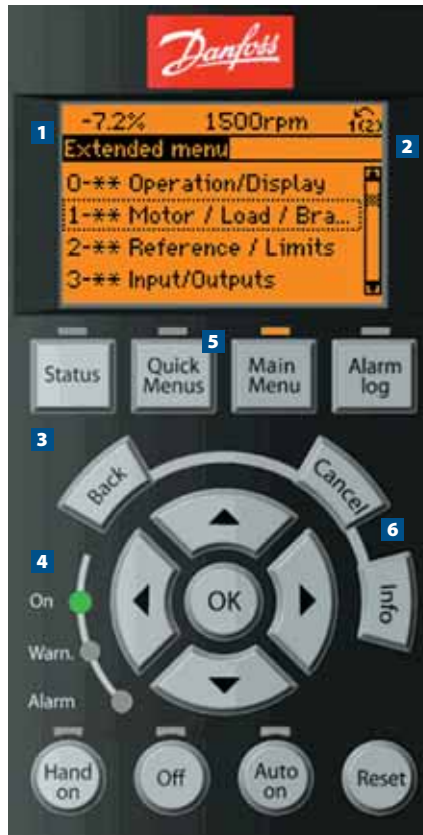 Danfoss
1
-7.2% 1500rpm 1(2)
Extended menu
2
0-** Operation/Display
1-** Motor / Load / Bra...
2-** Reference / Limits
3-** Input/Outputs
5
Status
Quick
Menus
Main
Menu
Alarm
log
3
Back
Cancel
6
Info
4
On
OK
Warn.
Alarm
Hand
on
Off
Auto
on
Reset